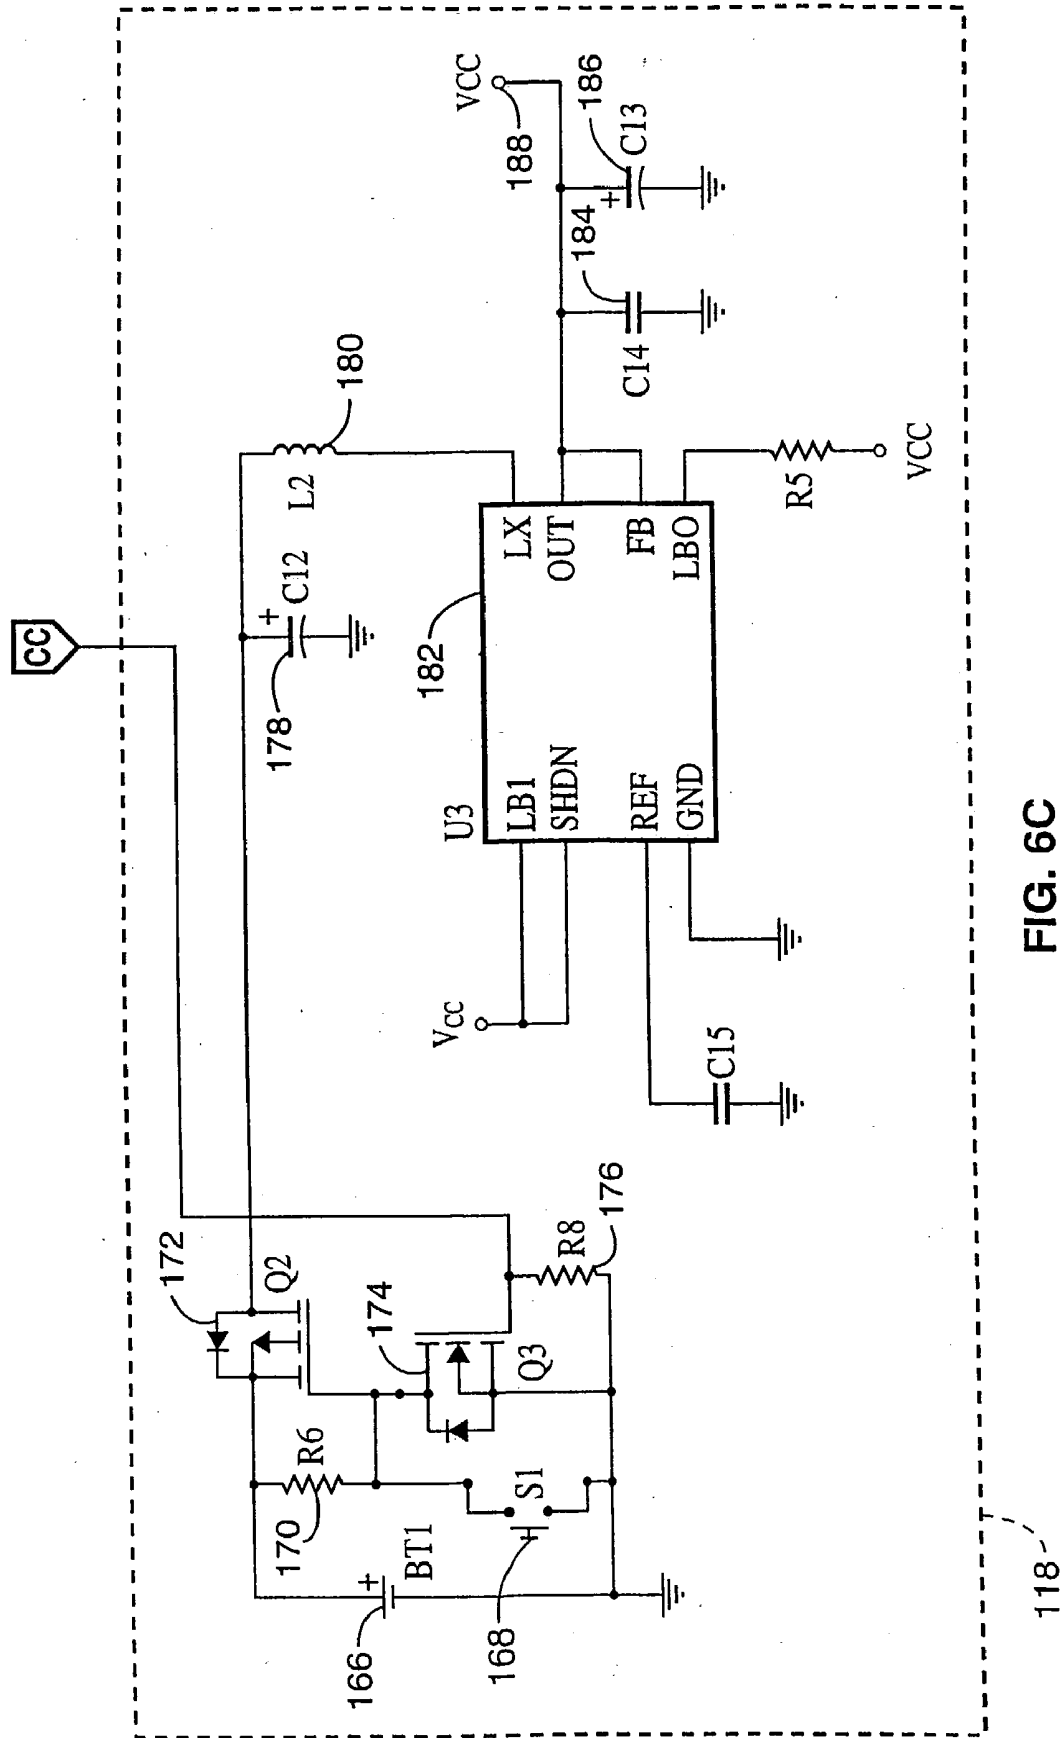 CC
172
Q2
178
+
C12
L2
180
VCC
188
170
R6
174
Q3
R8
176
166
+
BT1
168
S1
VCC
U3
182
LB1
SHDN
REF
GND
LX
OUT
FB
LBO
C15
184
C14
+
186
C13
R5
VCC
118
FIG. 6C